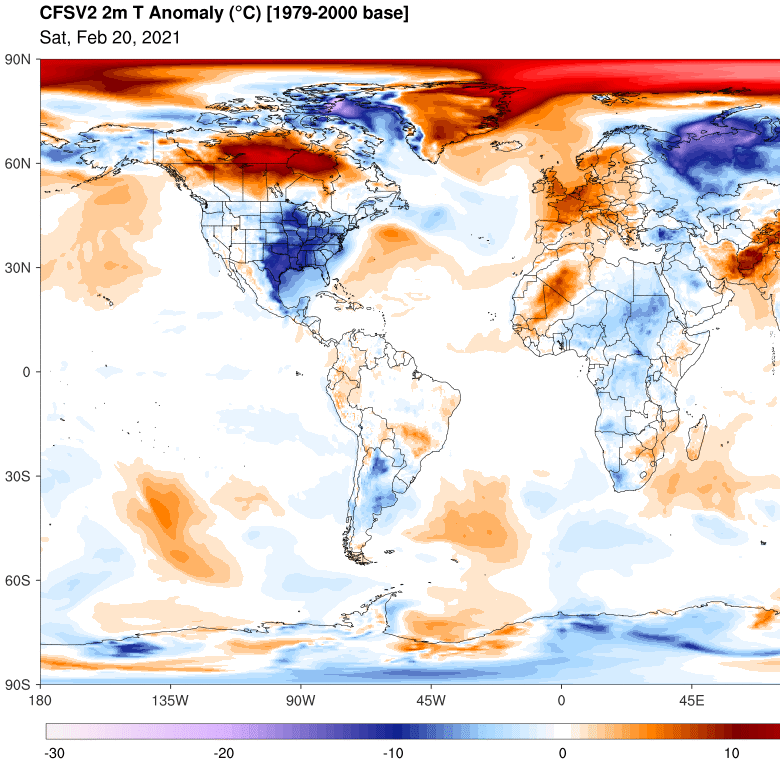 CFSV2 2m T Anomaly (°C) [1979-2000 base]
Sat, Feb 20, 2021
90N
60N
30N
0
30S
60S
90S
180 135W 90W 45W 0 45E
-30 -20 -10 0 10